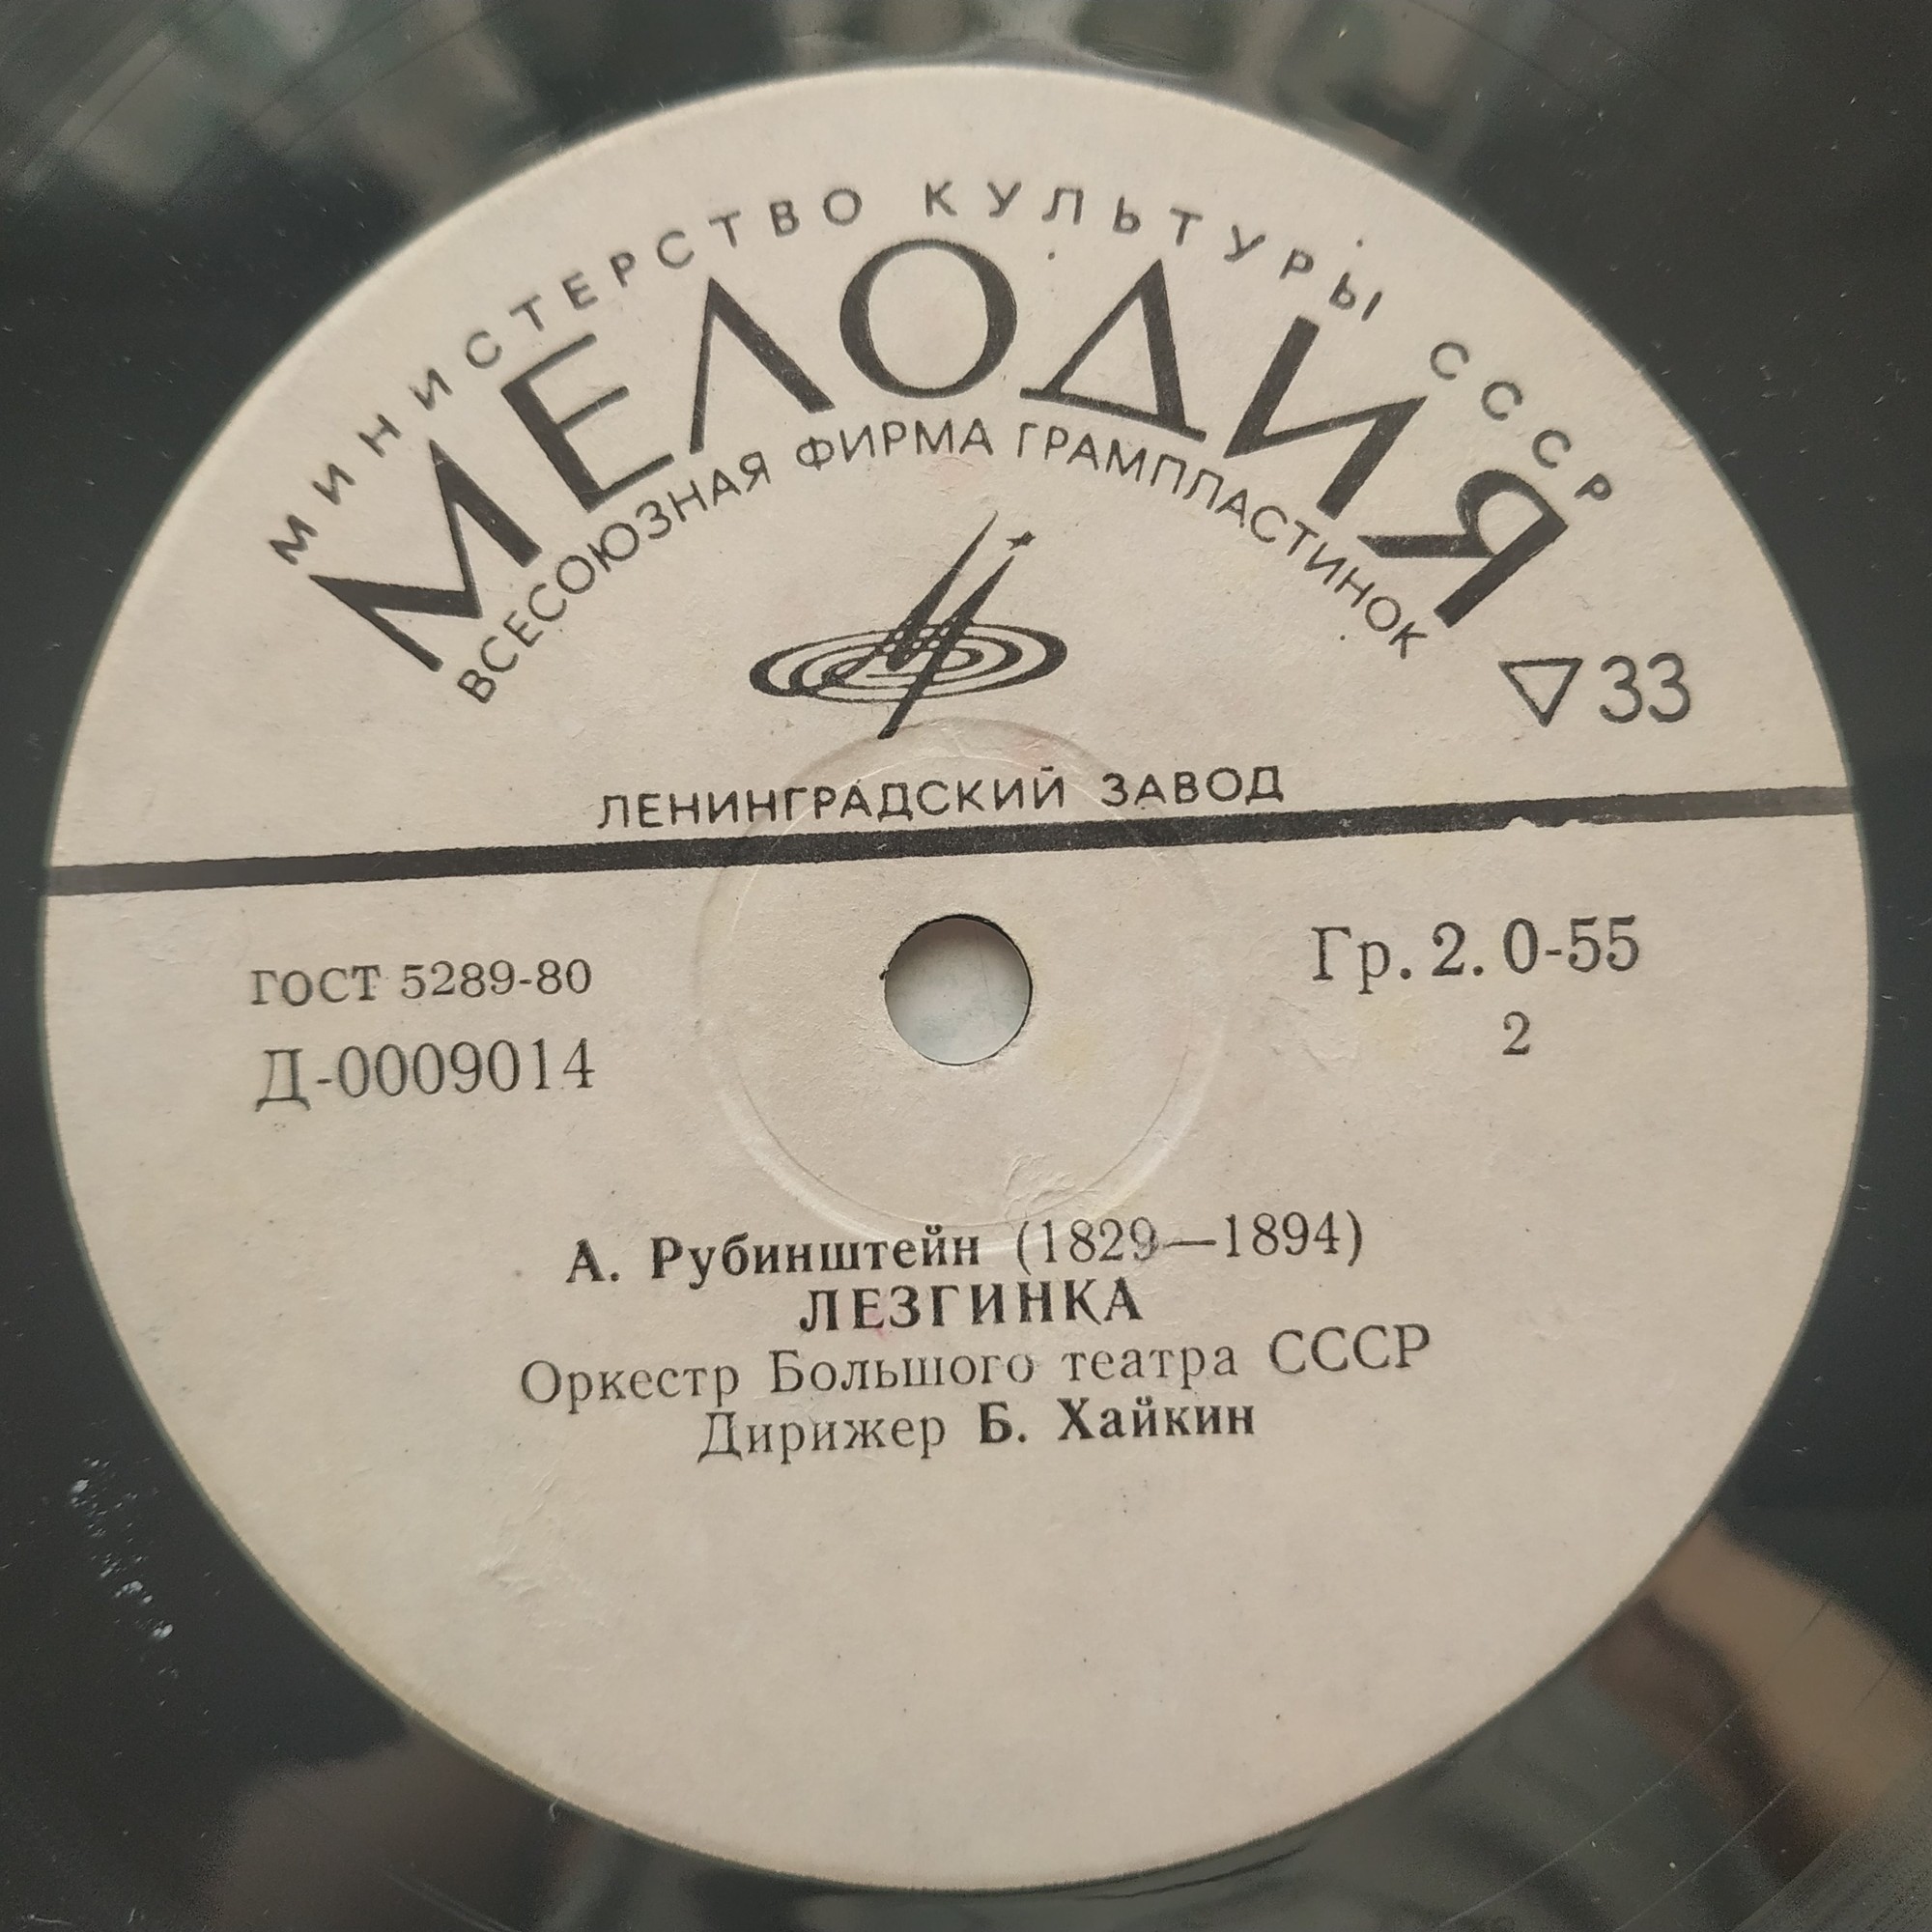 МИНИСТЕРСТВО КУЛЬТУРЫ СССР
МЕЛОДИЯ
ВСЕСОЮЗНАЯ ФИРМА ГРАМПЛАСТИНОК
▽33
ЛЕНИНГРАДСКИЙ ЗАВОД
ГОСТ 5289-80
Гр. 2. 0-55
Д-0009014
2
А. Рубинштейн (1829—1894)
ЛЕЗГИНКА
Оркестр Большого театра СССР
Дирижер Б. Хайкин